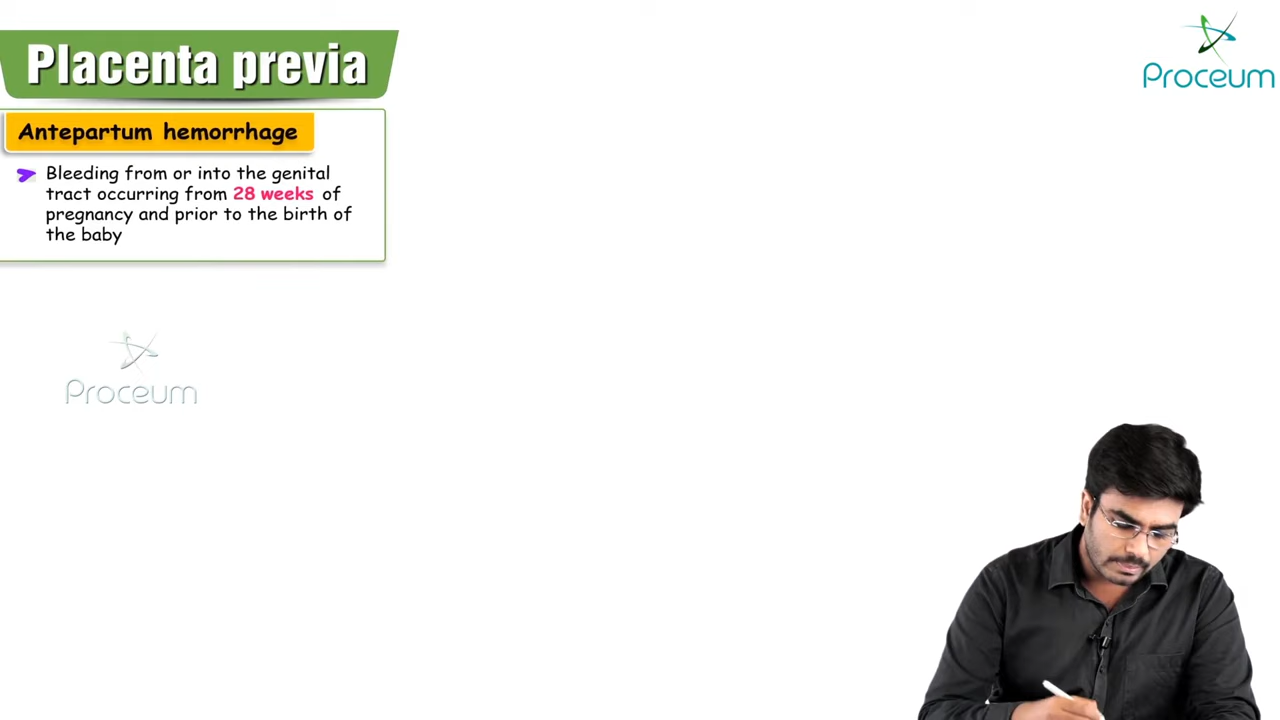 Placenta previa
Proceum
Antepartum hemorrhage
Bleeding from or into the genital
tract occurring from 28 weeks of
pregnancy and prior to the birth of
the baby
Proceum